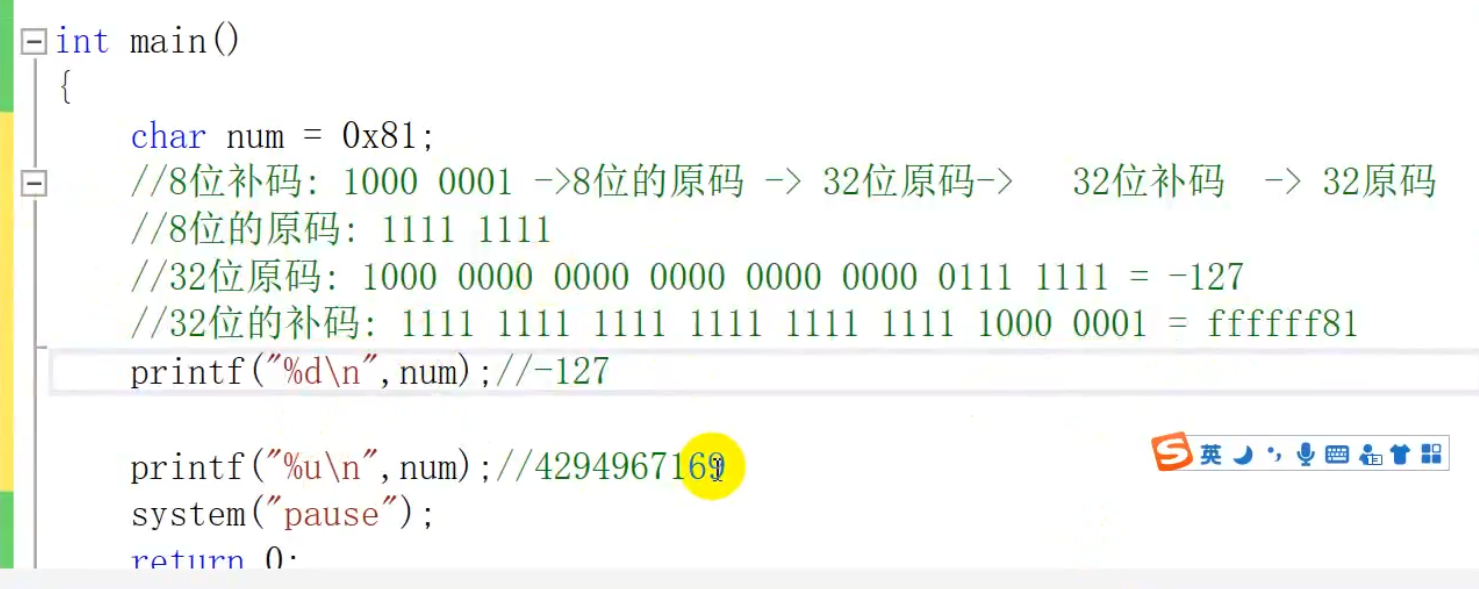 int main()
{
char num = 0x81;
//8位补码: 1000 0001 ->8位的原码 -> 32位原码-> 32位补码 -> 32原码
//8位的原码: 1111 1111
//32位原码: 1000 0000 0000 0000 0000 0000 0111 1111 = -127
//32位的补码: 1111 1111 1111 1111 1111 1111 1000 0001 = ffffff81
printf("%d\n",num);//-127
printf("%u\n",num);//4294967169
S英
system("pause");
return 0;